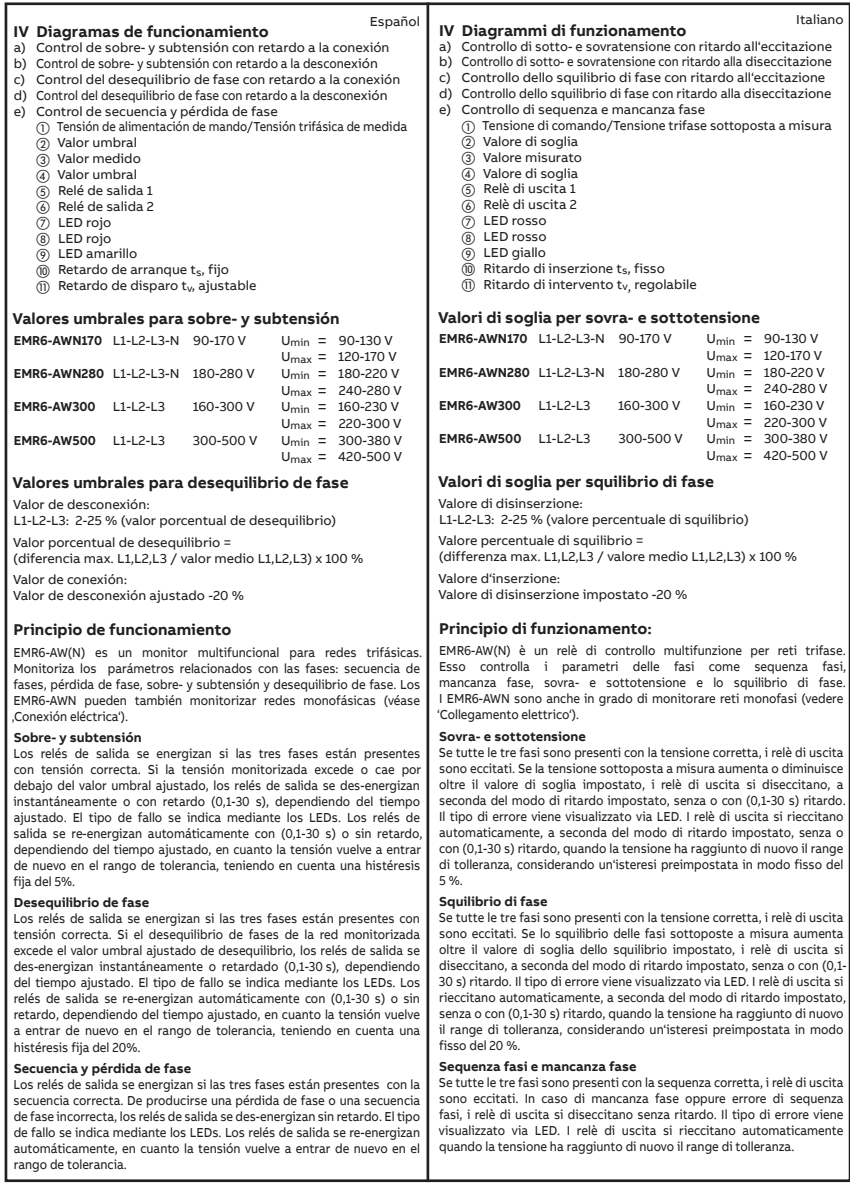 Español
IV Diagramas de funcionamiento
a) Control de sobre- y subtensión con retardo a la conexión
b) Control de sobre- y subtensión con retardo a la desconexión
c) Control del desequilibrio de fase con retardo a la conexión
d) Control del desequilibrio de fase con retardo a la desconexión
e) Control de secuencia y pérdida de fase
① Tensión de alimentación de mando/Tensión trifásica de medida
② Valor umbral
③ Valor medido
④ Valor umbral
⑤ Relé de salida 1
⑥ Relé de salida 2
⑦ LED rojo
⑧ LED rojo
⑨ LED amarillo
⑩ Retardo de arranque ts, fijo
⑪ Retardo de disparo tv, ajustable
Valores umbrales para sobre- y subtensión
EMR6-AWN170 L1-L2-L3-N 90-170 V Umin = 90-130 V
Umax = 120-170 V
EMR6-AWN280 L1-L2-L3-N 180-280 V Umin = 180-220 V
Umax = 240-280 V
EMR6-AW300 L1-L2-L3 160-300 V Umin = 160-230 V
Umax = 220-300 V
EMR6-AW500 L1-L2-L3 300-500 V Umin = 300-380 V
Umax = 420-500 V
Valores umbrales para desequilibrio de fase
Valor de desconexión:
L1-L2-L3: 2-25 % (valor porcentual de desequilibrio)
Valor porcentual de desequilibrio =
(diferencia max. L1,L2,L3 / valor medio L1,L2,L3) x 100 %
Valor de conexión:
Valor de desconexión ajustado -20 %
Principio de funcionamiento
EMR6-AW(N) es un monitor multifuncional para redes trifásicas.
Monitoriza los parámetros relacionados con las fases: secuencia de
fases, pérdida de fase, sobre- y subtensión y desequilibrio de fase. Los
EMR6-AWN pueden también monitorizar redes monofásicas (véase
‚Conexión eléctrica').
Sobre- y subtensión
Los relés de salida se energizan si las tres fases están presentes
con tensión correcta. Si la tensión monitorizada excede o cae por
debajo del valor umbral ajustado, los relés de salida se des-energizan
instantáneamente o con retardo (0,1-30 s), dependiendo del tiempo
ajustado. El tipo de fallo se indica mediante los LEDs. Los relés de
salida se re-energizan automáticamente con (0,1-30 s) o sin retardo,
dependiendo del tiempo ajustado, en cuanto la tensión vuelve a entrar
de nuevo en el rango de tolerancia, teniendo en cuenta una histéresis
fija del 5%.
Desequilibrio de fase
Los relés de salida se energizan si las tres fases están presentes con
tensión correcta. Si el desequilibrio de fases de la red monitorizada
excede el valor umbral ajustado de desequilibrio, los relés de salida se
des-energizan instantáneamente o retardado (0,1-30 s), dependiendo
del tiempo ajustado. El tipo de fallo se indica mediante los LEDs. Los
relés de salida se re-energizan automáticamente con (0,1-30 s) o sin
retardo, dependiendo del tiempo ajustado, en cuanto la tensión vuelve
a entrar de nuevo en el rango de tolerancia, teniendo en cuenta una
histéresis fija del 20%.
Secuencia y pérdida de fase
Los relés de salida se energizan si las tres fases están presentes con la
secuencia correcta. De producirse una pérdida de fase o una secuencia
de fase incorrecta, los relés de salida se des-energizan sin retardo. El tipo
de fallo se indica mediante los LEDs. Los relés de salida se re-energizan
automáticamente, en cuanto la tensión vuelve a entrar de nuevo en el
rango de tolerancia.
Italiano
IV Diagrammi di funzionamento
a) Controllo di sotto- e sovratensione con ritardo all'eccitazione
b) Controllo di sotto- e sovratensione con ritardo alla diseccitazione
c) Controllo dello squilibrio di fase con ritardo all'eccitazione
d) Controllo dello squilibrio di fase con ritardo alla diseccitazione
e) Controllo di sequenza e mancanza fase
① Tensione di comando/Tensione trifase sottoposta a misura
② Valore di soglia
③ Valore misurato
④ Valore di soglia
⑤ Relè di uscita 1
⑥ Relè di uscita 2
⑦ LED rosso
⑧ LED rosso
⑨ LED giallo
⑩ Ritardo di inserzione ts, fisso
⑪ Ritardo di intervento tv, regolabile
Valori di soglia per sovra- e sottotensione
EMR6-AWN170 L1-L2-L3-N 90-170 V Umin = 90-130 V
Umax = 120-170 V
EMR6-AWN280 L1-L2-L3-N 180-280 V Umin = 180-220 V
Umax = 240-280 V
EMR6-AW300 L1-L2-L3 160-300 V Umin = 160-230 V
Umax = 220-300 V
EMR6-AW500 L1-L2-L3 300-500 V Umin = 300-380 V
Umax = 420-500 V
Valori di soglia per squilibrio di fase
Valore di disinserzione:
L1-L2-L3: 2-25 % (valore percentuale di squilibrio)
Valore percentuale di squilibrio =
(differenza max. L1,L2,L3 / valore medio L1,L2,L3) x 100 %
Valore d'inserzione:
Valore di disinserzione impostato -20 %
Principio di funzionamento:
EMR6-AW(N) è un relè di controllo multifunzione per reti trifase.
Esso controlla i parametri delle fasi come sequenza fasi,
mancanza fase, sovra- e sottotensione e lo squilibrio di fase.
I EMR6-AWN sono anche in grado di monitorare reti monofasi (vedere
'Collegamento elettrico').
Sovra- e sottotensione
Se tutte le tre fasi sono presenti con la tensione corretta, i relè di uscita
sono eccitati. Se la tensione sottoposta a misura aumenta o diminuisce
oltre il valore di soglia impostato, i relè di uscita si diseccitano, a
seconda del modo di ritardo impostato, senza o con (0,1-30 s) ritardo.
Il tipo di errore viene visualizzato via LED. I relè di uscita si rieccitano
automaticamente, a seconda del modo di ritardo impostato, senza o
con (0,1-30 s) ritardo, quando la tensione ha raggiunto di nuovo il range
di tolleranza, considerando un'isteresi preimpostata in modo fisso del
5 %.
Squilibrio di fase
Se tutte le tre fasi sono presenti con la tensione corretta, i relè di uscita
sono eccitati. Se lo squilibrio delle fasi sottoposte a misura aumenta
oltre il valore di soglia dello squilibrio impostato, i relè di uscita si
diseccitano, a seconda del modo di ritardo impostato, senza o con (0,1-
30 s) ritardo. Il tipo di errore viene visualizzato via LED. I relè di uscita si
rieccitano automaticamente, a seconda del modo di ritardo impostato,
senza o con (0,1-30 s) ritardo, quando la tensione ha raggiunto di nuovo
il range di tolleranza, considerando un'isteresi preimpostata in modo
fisso del 20 %.
Sequenza fasi e mancanza fase
Se tutte le tre fasi sono presenti con la sequenza corretta, i relè di uscita
sono eccitati. In caso di mancanza fase oppure errore di sequenza
fasi, i relè di uscita si diseccitano senza ritardo. Il tipo di errore viene
visualizzato via LED. I relè di uscita si rieccitano automaticamente
quando la tensione ha raggiunto di nuovo il range di tolleranza.